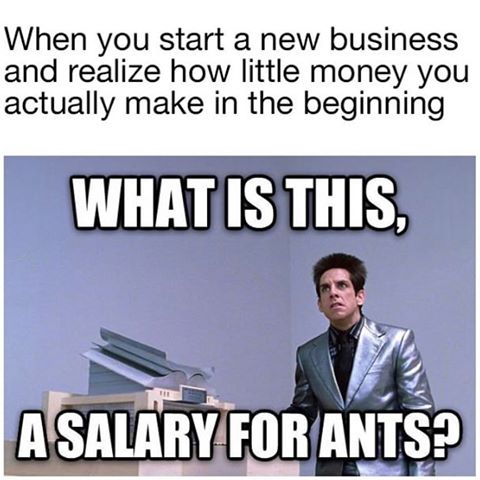 When you start a new business
and realize how little money you
actually make in the beginning
WHAT IS THIS,
A SALARY FOR ANTS?